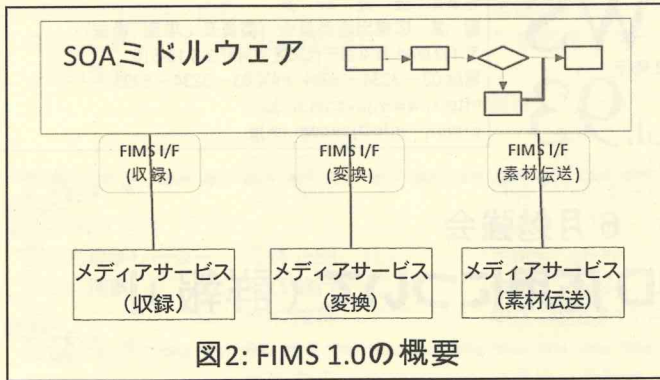 SOAミドルウェア
FIMS I/F
(収録)
FIMS I/F
(変換)
FIMS I/F
(素材伝送)
メディアサービス
（収録）
メディアサービス
（変換）
メディアサービス
（素材伝送）
図2: FIMS 1.0の概要